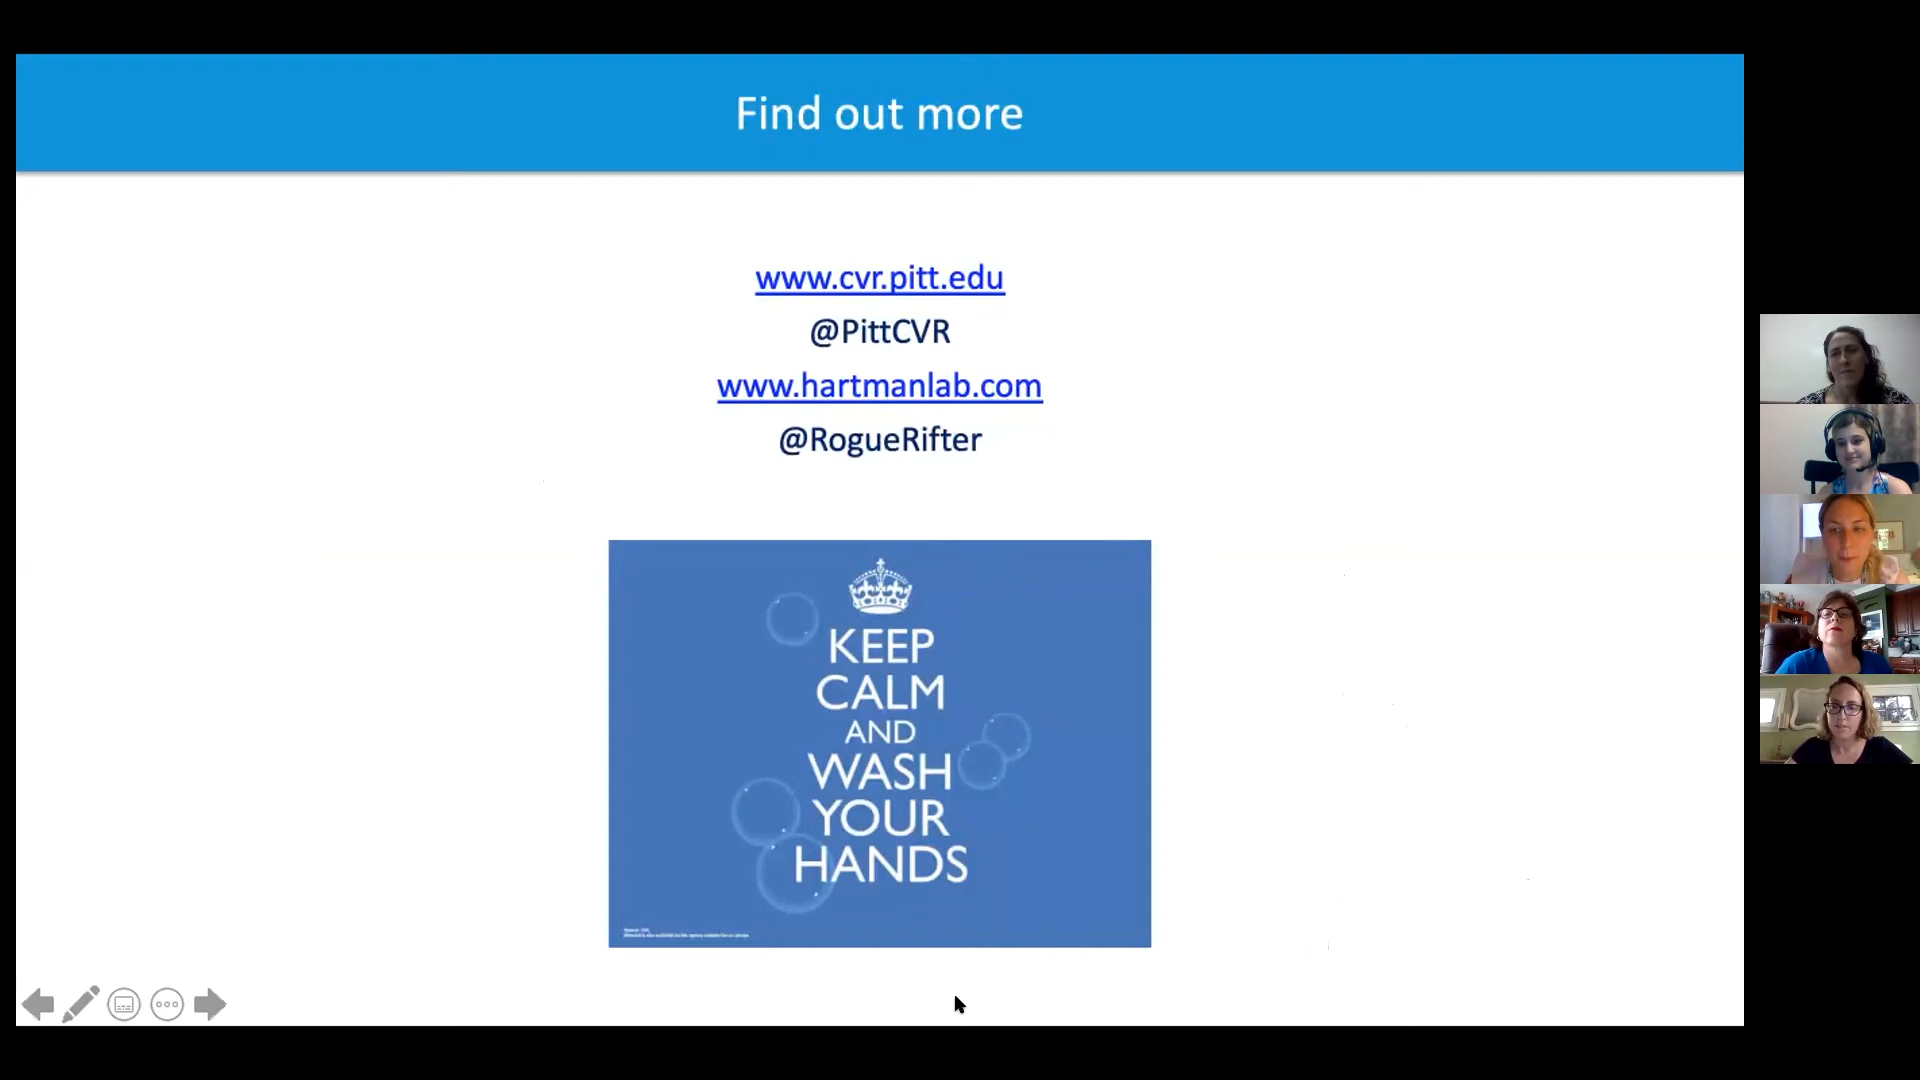 Find out more
www.cvr.pitt.edu
@PittCVR
www.hartmanlab.com
@RogueRifter
KEEP
CALM
AND
WASH
YOUR
HANDS